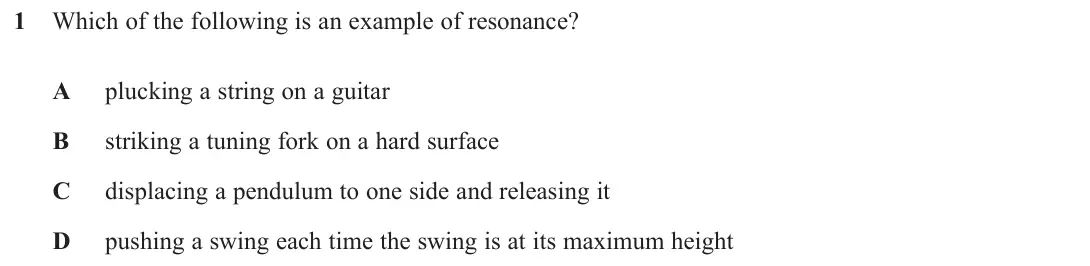 1 Which of the following is an example of resonance?
A plucking a string on a guitar
B striking a tuning fork on a hard surface
C displacing a pendulum to one side and releasing it
D pushing a swing each time the swing is at its maximum height